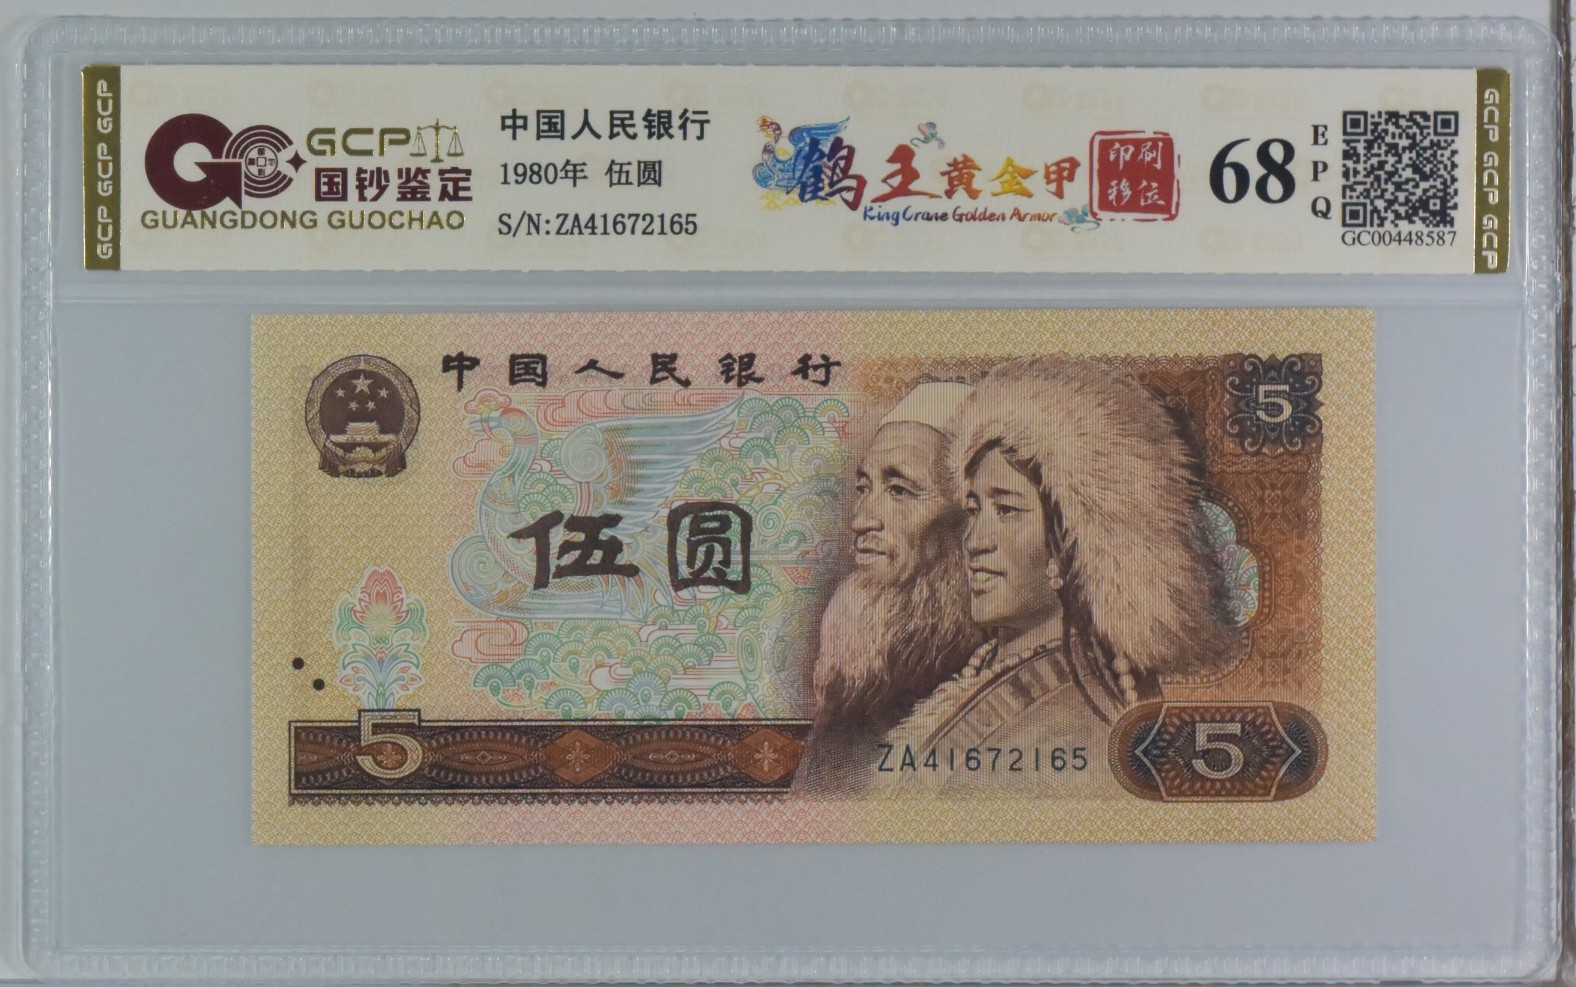 GCP GCP GCP
GCP
国钞鉴定
GUANGDONG GUOCHAO
中国人民银行
1980年 伍圆
S/N:ZA41672165
鹤王黄金甲
King Crane Golden Armor
印刷
移位
68
EPQ
GC00448587
GCP GCP GCP
中国人民银行
5
伍圆
5
ZA41672165
5